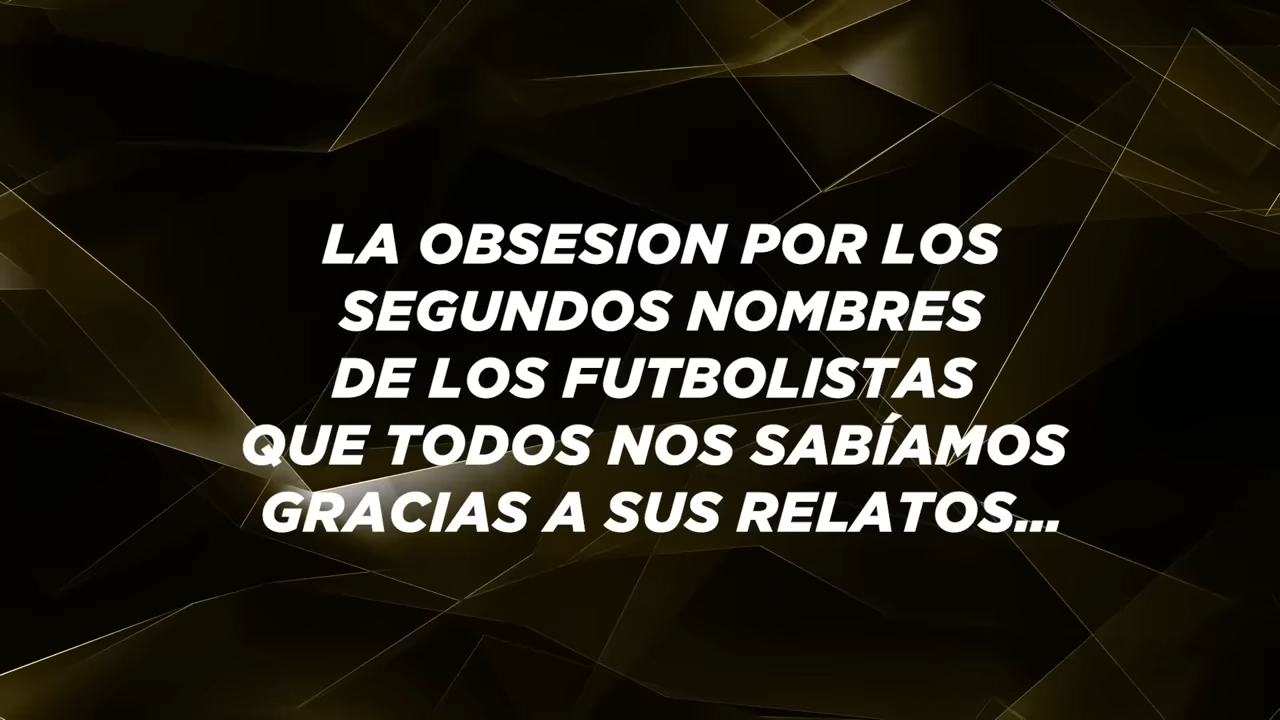 LA OBSESION POR LOS
SEGUNDOS NOMBRES
DE LOS FUTBOLISTAS
QUE TODOS NOS SABÍAMOS
GRACIAS A SUS RELATOS...